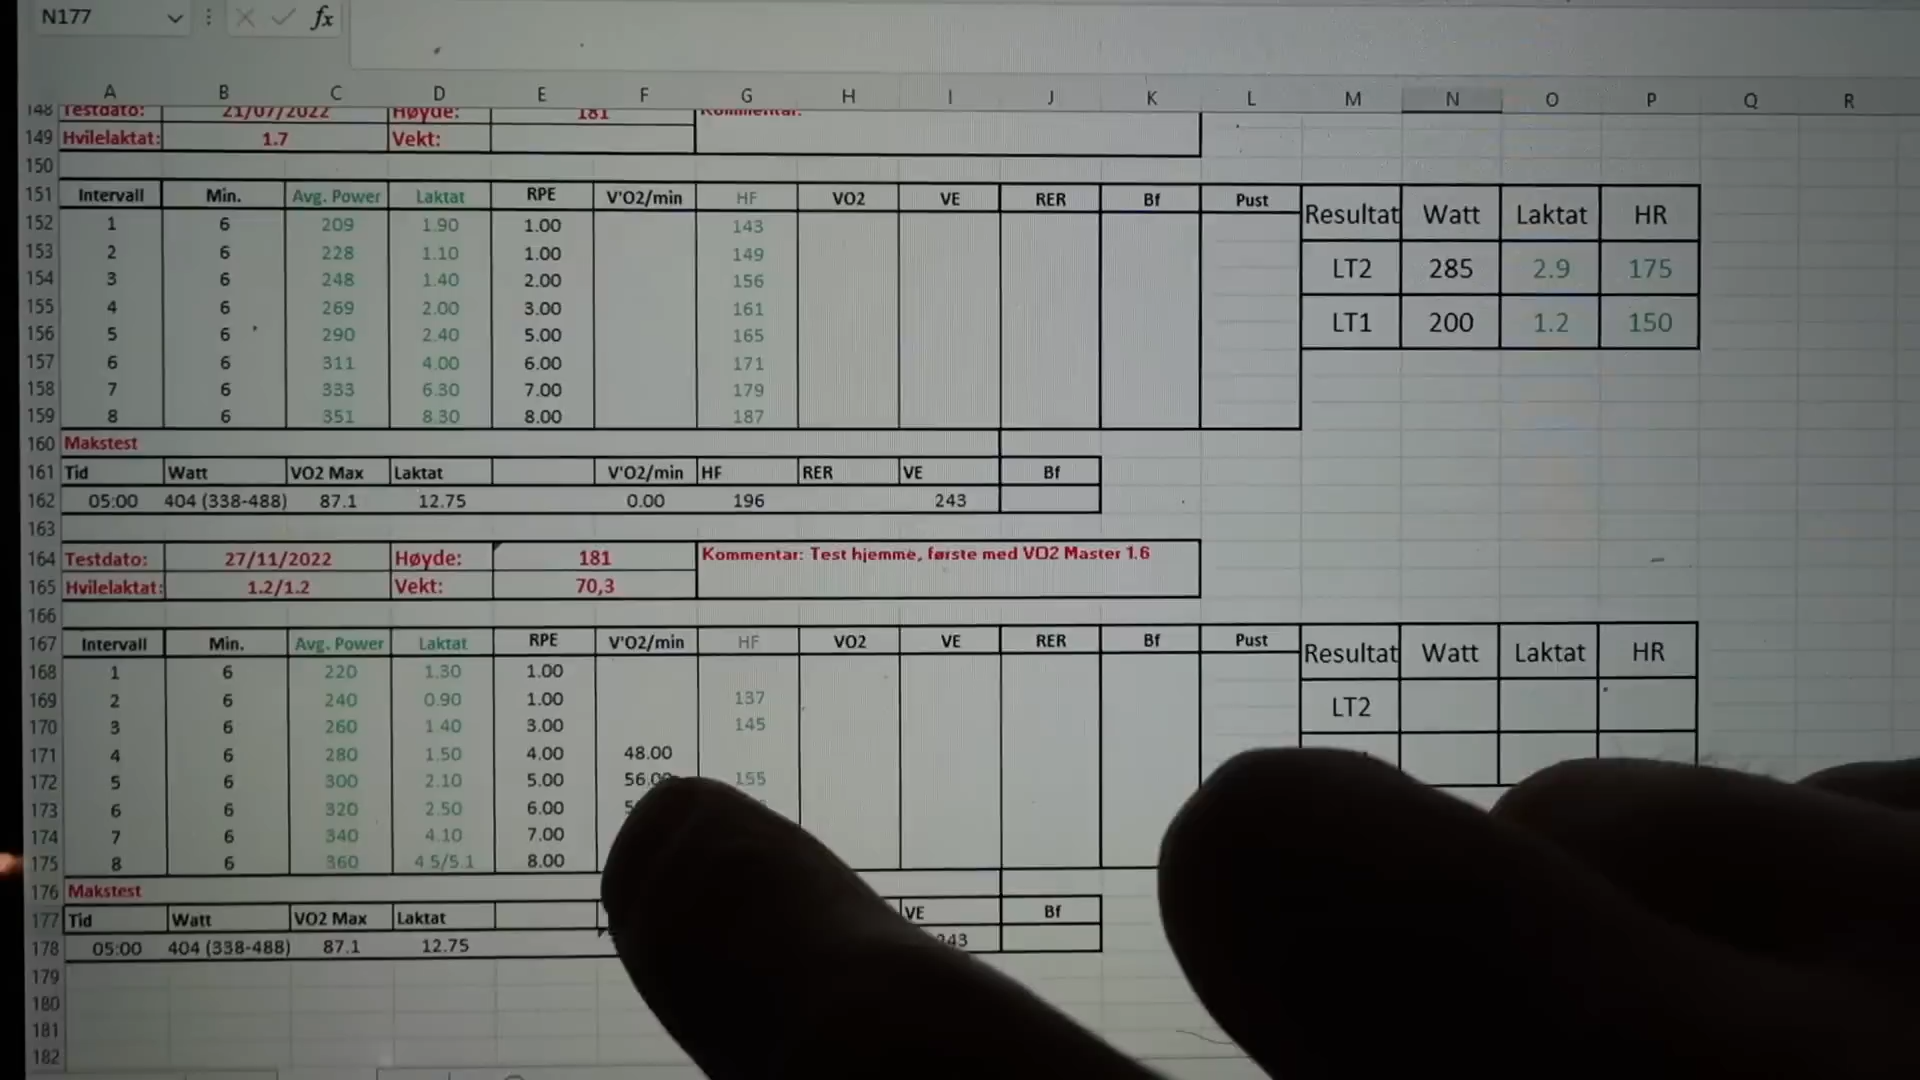 N177 fx
A B C D E F G H I J K L M N O P Q R
148 Testdato: 21/07/2022 Høyde: 181 Kommentar:
149 Hvilelaktat: 1.7 Vekt:
150
151 Intervall Min. Avg. Power Laktat RPE V'O2/min HF VO2 VE RER Bf Pust Resultat Watt Laktat HR
152 1 6 209 1.90 1.00 143
153 2 6 228 1.10 1.00 149 LT2 285 2.9 175
154 3 6 248 1.40 2.00 156
155 4 6 269 2.00 3.00 161 LT1 200 1.2 150
156 5 6 290 2.40 5.00 165
157 6 6 311 4.00 6.00 171
158 7 6 333 6.30 7.00 179
159 8 6 351 8.30 8.00 187
160 Makstest
161 Tid Watt VO2 Max Laktat V'O2/min HF RER VE Bf
162 05:00 404 (338-488) 87.1 12.75 0.00 196 243
163
164 Testdato: 27/11/2022 Høyde: 181 Kommentar: Test hjemme, første med VO2 Master 1.6
165 Hvilelaktat: 1.2/1.2 Vekt: 70,3
166
167 Intervall Min. Avg. Power Laktat RPE V'O2/min HF VO2 VE RER Bf Pust Resultat Watt Laktat HR
168 1 6 220 1.30 1.00
169 2 6 240 0.90 1.00 137 LT2
170 3 6 260 1.40 3.00 145
171 4 6 280 1.50 4.00 48.00
172 5 6 300 2.10 5.00 56.00 155
173 6 6 320 2.50 6.00
174 7 6 340 4.10 7.00
175 8 6 360 4.5/5.1 8.00
176 Makstest
177 Tid Watt VO2 Max Laktat VE Bf
178 05:00 404 (338-488) 87.1 12.75 243
179
180
181
182